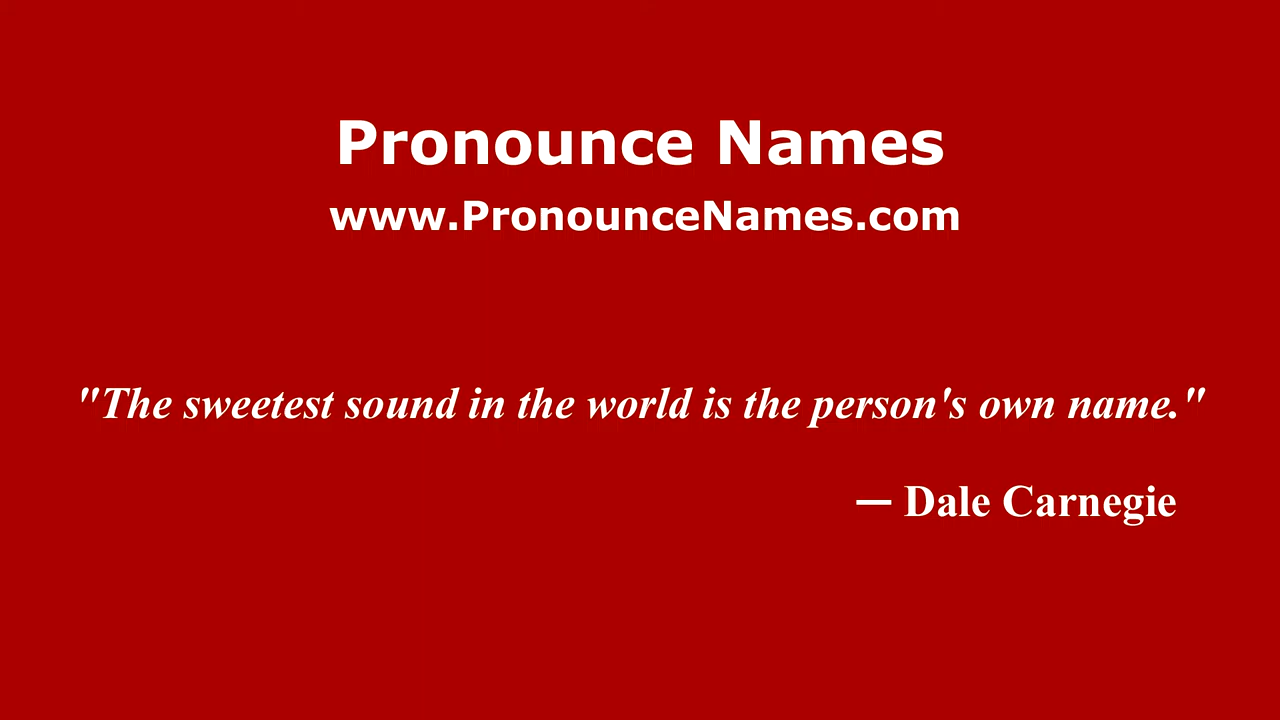 Pronounce Names
www.PronounceNames.com
"The sweetest sound in the world is the person's own name."
— Dale Carnegie